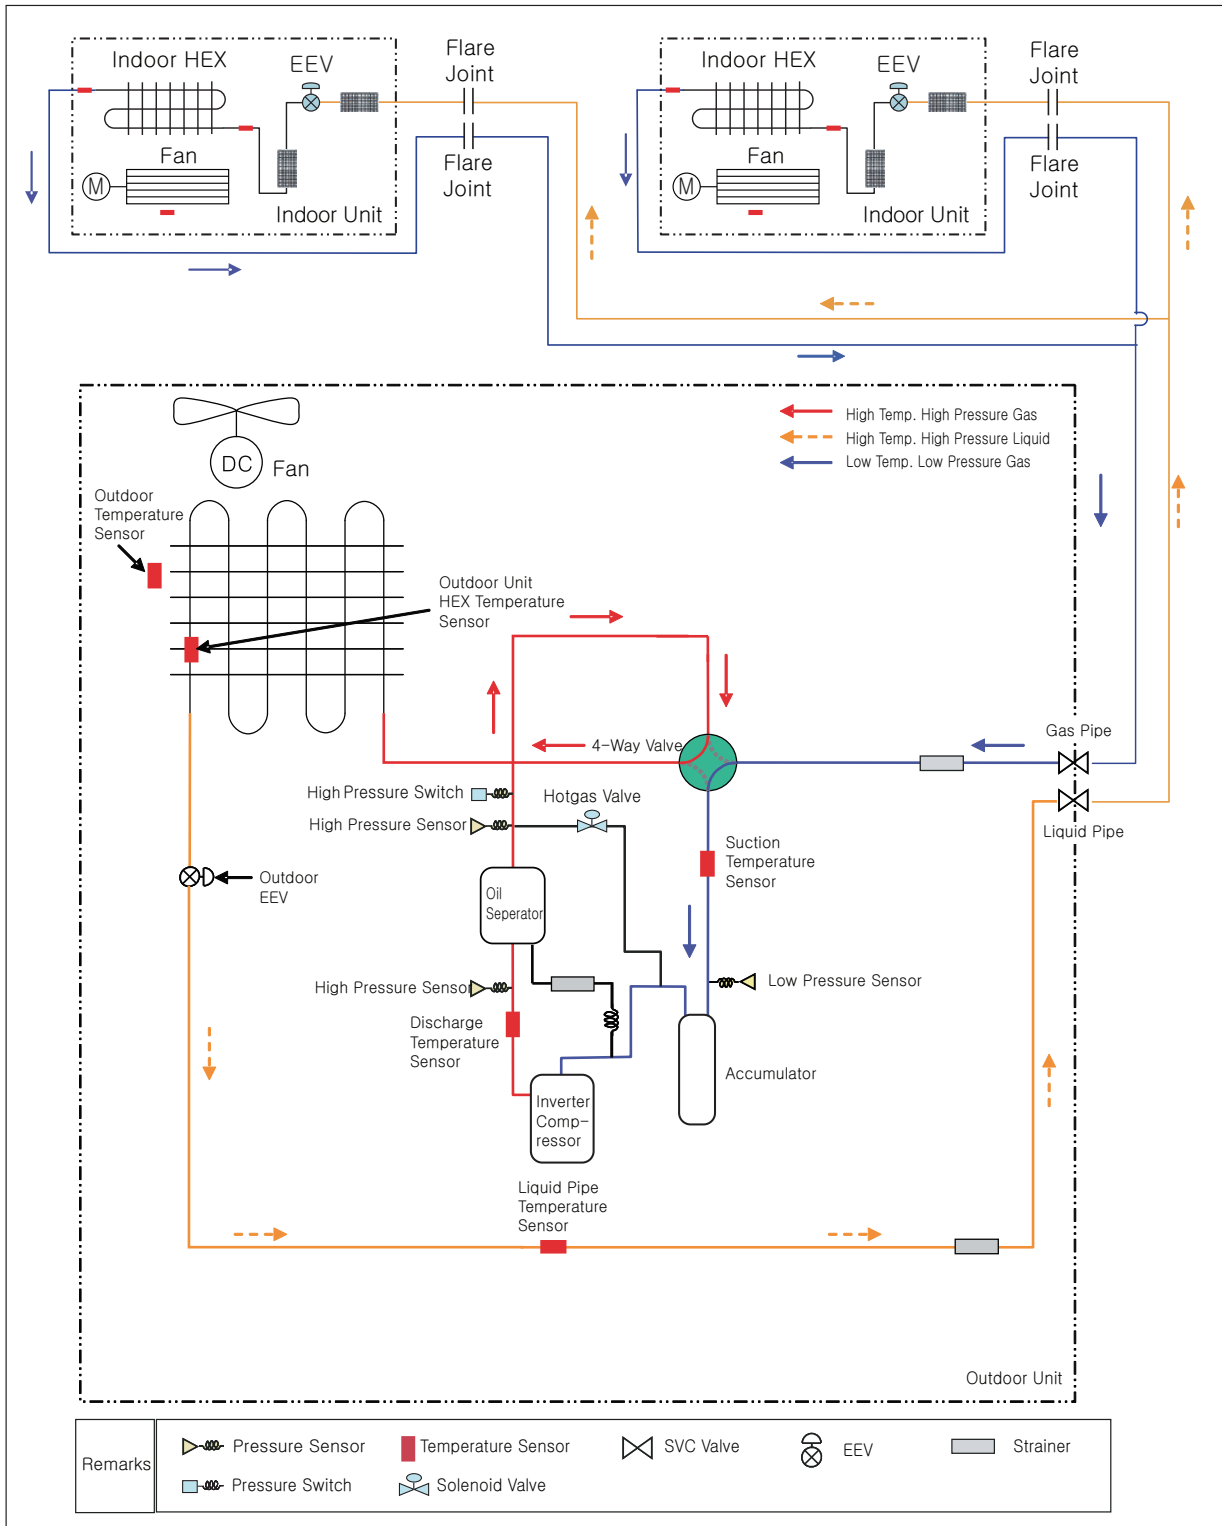 Indoor HEX
EEV
Flare
Joint
Fan
M
Flare
Joint
Indoor Unit
Indoor HEX
EEV
Flare
Joint
Fan
M
Flare
Joint
Indoor Unit
High Temp. High Pressure Gas
High Temp. High Pressure Liquid
Low Temp. Low Pressure Gas
DC
Fan
Outdoor
Temperature
Sensor
Outdoor Unit
HEX Temperature
Sensor
4-Way Valve
Gas Pipe
High Pressure Switch
Hotgas Valve
High Pressure Sensor
Liquid Pipe
Suction
Temperature
Sensor
Outdoor
EEV
Oil
Seperator
High Pressure Sensor
Low Pressure Sensor
Discharge
Temperature
Sensor
Accumulator
Inverter
Comp-
ressor
Liquid Pipe
Temperature
Sensor
Outdoor Unit
Remarks
Pressure Sensor
Temperature Sensor
SVC Valve
EEV
Strainer
Pressure Switch
Solenoid Valve